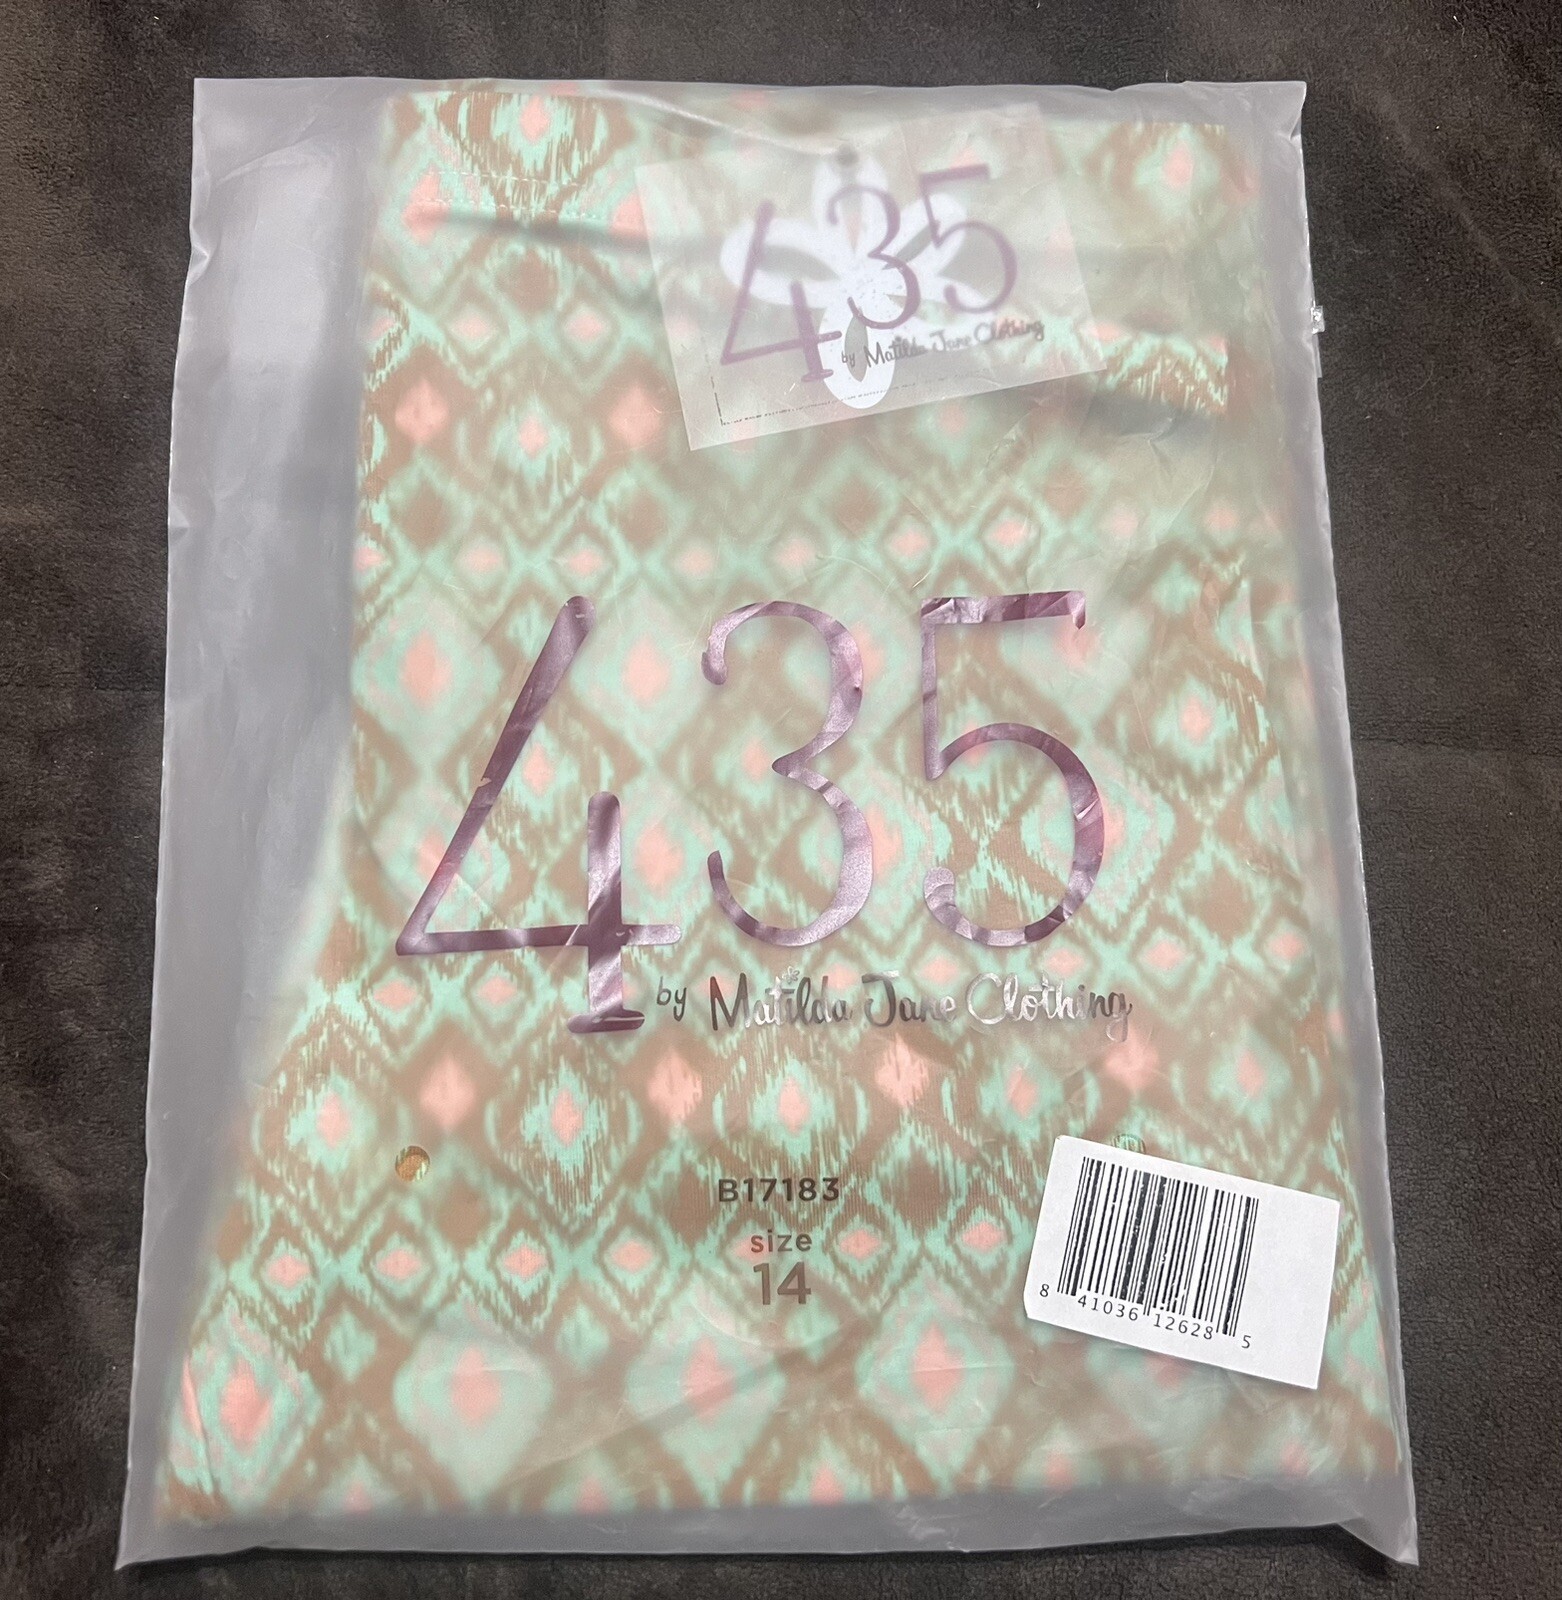 435
by Matilda Jane Clothing
435
by Matilda Jane Clothing
B17183
size
14
8 41036 12628 5